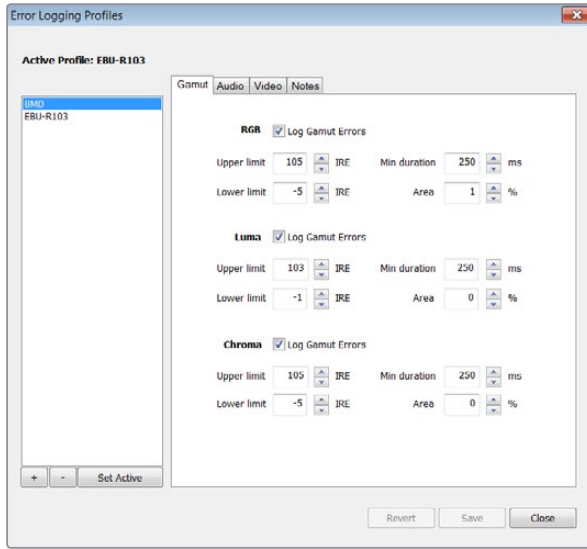 Error Logging Profiles
Active Profile: EBU-R103
BMD
EBU-R103
Gamut Audio Video Notes
RGB Log Gamut Errors
Upper limit 105 IRE Min duration 250 ms
Lower limit -5 IRE Area 1 %
Luma Log Gamut Errors
Upper limit 103 IRE Min duration 250 ms
Lower limit -1 IRE Area 0 %
Chroma Log Gamut Errors
Upper limit 105 IRE Min duration 250 ms
Lower limit -5 IRE Area 0 %
+ - Set Active
Revert Save Close